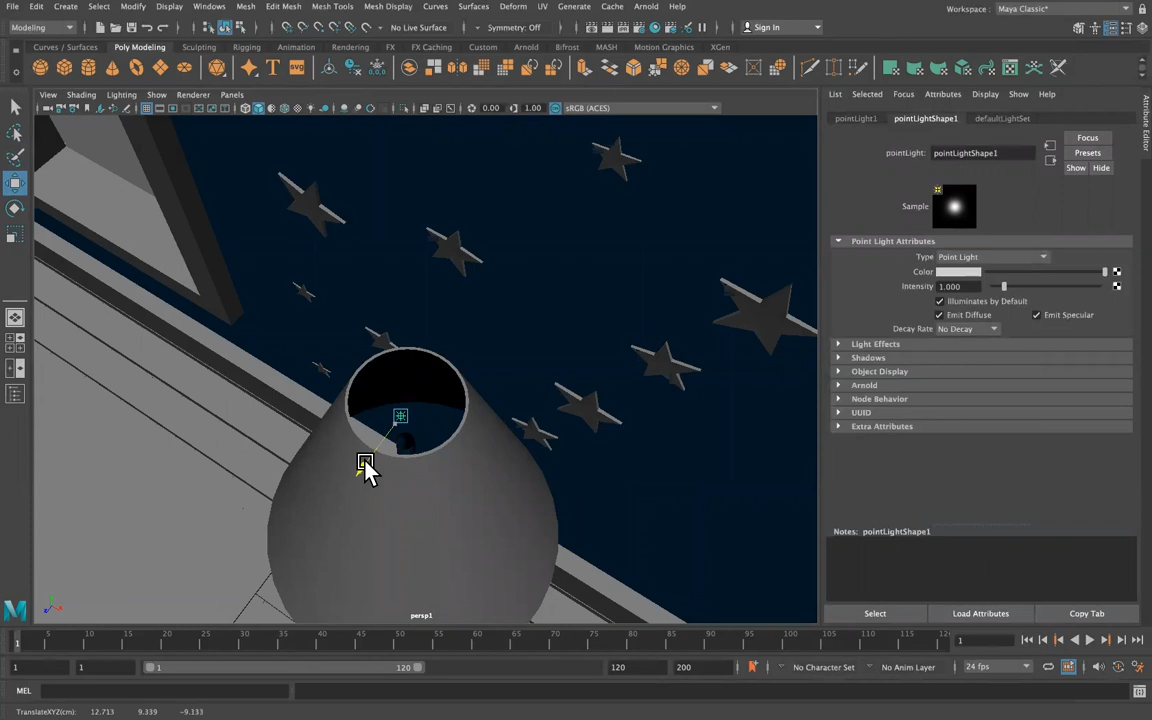 File Edit Create Select Modify Display Windows Mesh Edit Mesh Mesh Tools Mesh Display Curves Surfaces Deform UV Generate Cache Arnold Help Workspace : Maya Classic*
Modeling No Live Surface Symmetry: Off Sign In
Curves / Surfaces Poly Modeling Sculpting Rigging Animation Rendering FX FX Caching Custom Arnold Bifrost MASH Motion Graphics XGen
View Shading Lighting Show Renderer Panels
0.00 1.00 sRGB (ACES)
List Selected Focus Attributes Display Show Help
pointLight1 pointLightShape1 defaultLightSet
Attribute Editor
Focus
pointLight: pointLightShape1 Presets
Show Hide
Sample
Point Light Attributes
Type Point Light
Color
Intensity 1.000
Illuminates by Default
Emit Diffuse Emit Specular
Decay Rate No Decay
Light Effects
Shadows
Object Display
Arnold
Node Behavior
UUID
Extra Attributes
Notes: pointLightShape1
persp1
Select Load Attributes Copy Tab
5 10 15 20 25 30 35 40 45 50 55 60 65 70 75 80 85 90 95 100 105 110 115 12
1 1
1 1 1 120 120 200 No Character Set No Anim Layer 24 fps
MEL
TranslateXYZ(cm): 12.713 9.339 -9.133